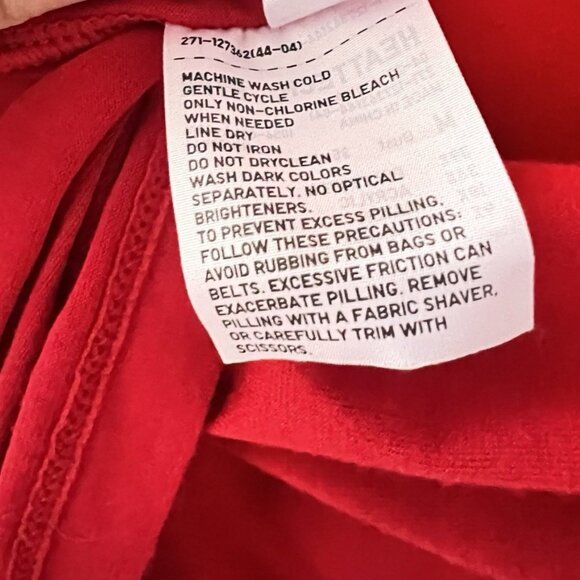 271-127362(44-04)
MACHINE WASH COLD
GENTLE CYCLE
ONLY NON-CHLORINE BLEACH
WHEN NEEDED
LINE DRY
DO NOT IRON
DO NOT DRYCLEAN
WASH DARK COLORS
SEPARATELY. NO OPTICAL
BRIGHTENERS.
TO PREVENT EXCESS PILLING,
FOLLOW THESE PRECAUTIONS:
AVOID RUBBING FROM BAGS OR
BELTS. EXCESSIVE FRICTION CAN
EXACERBATE PILLING. REMOVE
PILLING WITH A FABRIC SHAVER,
OR CAREFULLY TRIM WITH
SCISSORS.